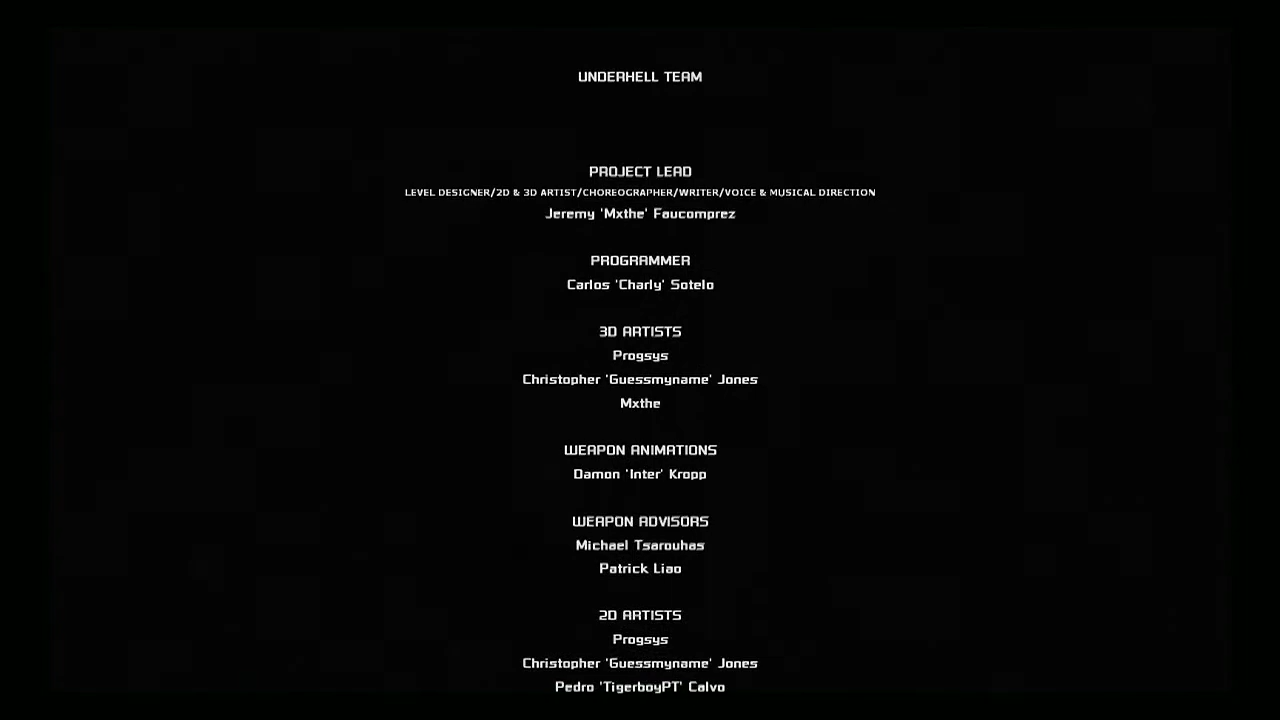 UNDERHELL TEAM
PROJECT LEAD
LEVEL DESIGNER/2D & 3D ARTIST/CHOREOGRAPHER/WRITER/VOICE & MUSICAL DIRECTION
Jeremy 'Mxthe' Faucomprez
PROGRAMMER
Carlos 'Charly' Sotelo
3D ARTISTS
Progsys
Christopher 'Guessmyname' Jones
Mxthe
WEAPON ANIMATIONS
Damon 'Inter' Kropp
WEAPON ADVISORS
Michael Tsarouhas
Patrick Liao
2D ARTISTS
Progsys
Christopher 'Guessmyname' Jones
Pedro 'TigerboyPT' Calvo